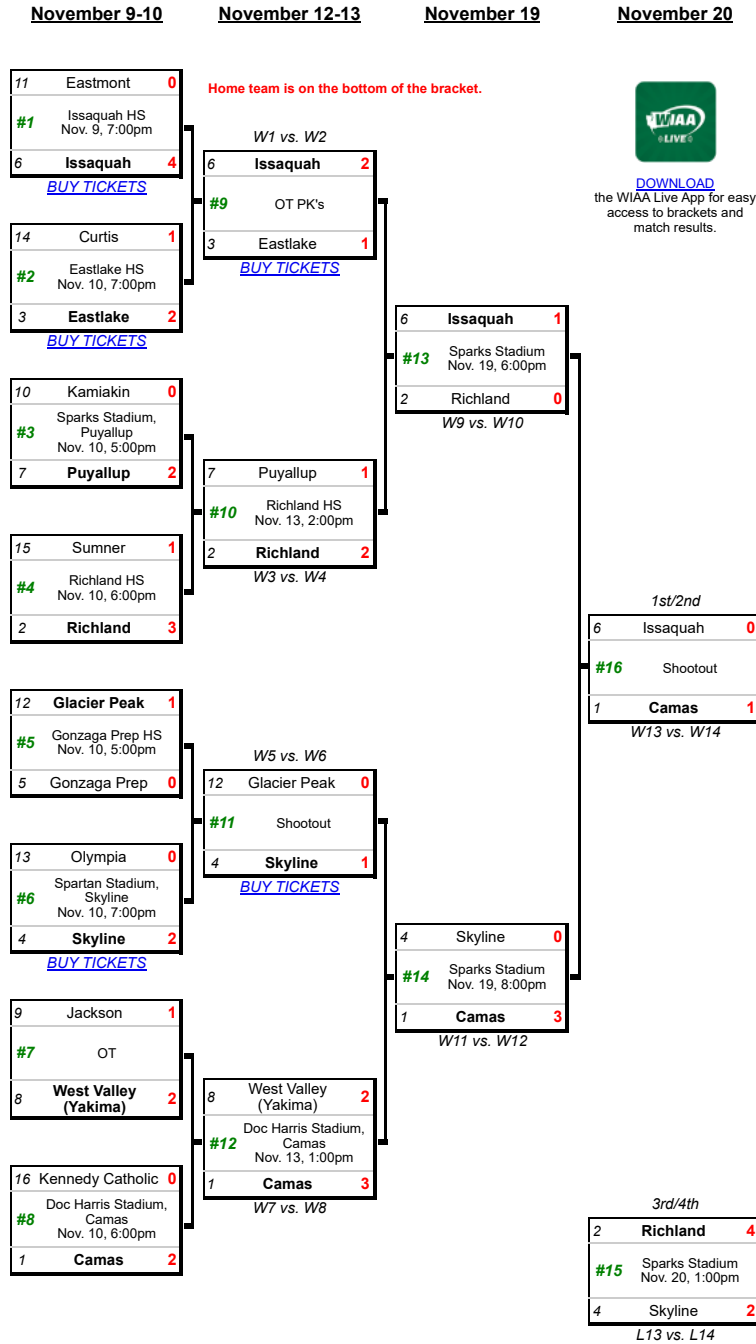 November 9-10
November 12-13
November 19
November 20
11 Eastmont 0
#1
Issaquah HS
Nov. 9, 7:00pm
6 Issaquah 4
BUY TICKETS
14 Curtis 1
#2
Eastlake HS
Nov. 10, 7:00pm
3 Eastlake 2
BUY TICKETS
10 Kamiakin 0
#3
Sparks Stadium,
Puyallup
Nov. 10, 5:00pm
7 Puyallup 2
15 Sumner 1
#4
Richland HS
Nov. 10, 6:00pm
2 Richland 3
12 Glacier Peak 1
#5
Gonzaga Prep HS
Nov. 10, 5:00pm
5 Gonzaga Prep 0
13 Olympia 0
#6
Spartan Stadium,
Skyline
Nov. 10, 7:00pm
4 Skyline 2
BUY TICKETS
9 Jackson 1
#7 OT
8 West Valley
(Yakima) 2
16 Kennedy Catholic 0
#8
Doc Harris Stadium,
Camas
Nov. 10, 6:00pm
1 Camas 2
Home team is on the bottom of the bracket.
W1 vs. W2
6 Issaquah 2
#9 OT PK's
3 Eastlake 1
BUY TICKETS
7 Puyallup 1
#10
Richland HS
Nov. 13, 2:00pm
2 Richland 2
W3 vs. W4
W5 vs. W6
12 Glacier Peak 0
#11 Shootout
4 Skyline 1
BUY TICKETS
8 West Valley
(Yakima) 2
#12
Doc Harris Stadium,
Camas
Nov. 13, 1:00pm
1 Camas 3
W7 vs. W8
6 Issaquah 1
#13
Sparks Stadium
Nov. 19, 6:00pm
2 Richland 0
W9 vs. W10
4 Skyline 0
#14
Sparks Stadium
Nov. 19, 8:00pm
1 Camas 3
W11 vs. W12
WIAA
LIVE
DOWNLOAD
the WIAA Live App for easy
access to brackets and
match results.
1st/2nd
6 Issaquah 0
#16 Shootout
1 Camas 1
W13 vs. W14
3rd/4th
2 Richland 4
#15
Sparks Stadium
Nov. 20, 1:00pm
4 Skyline 2
L13 vs. L14